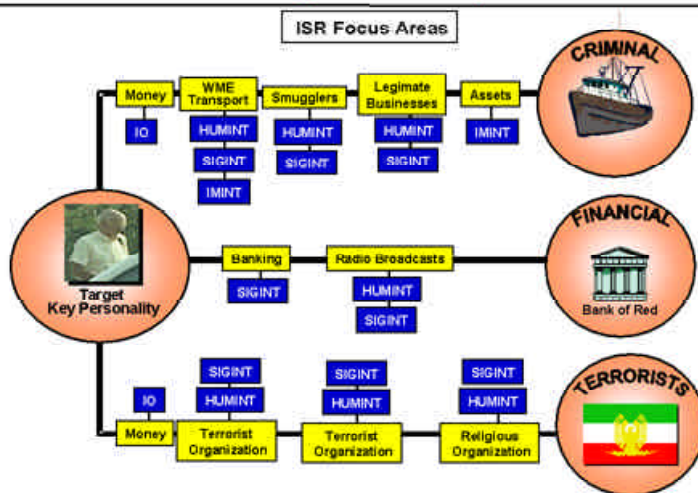 ISR Focus Areas
CRIMINAL
Money
WME
Transport
Smugglers
Legimate
Businesses
Assets
IO
HUMINT
SIGINT
IMINT
HUMINT
SIGINT
HUMINT
SIGINT
IMINT
Target
Key Personality
Banking
SIGINT
Radio Broadcasts
HUMINT
SIGINT
FINANCIAL
Bank of Red
IO
Money
SIGINT
HUMINT
Terrorist
Organization
SIGINT
HUMINT
Terrorist
Organization
SIGINT
HUMINT
Religious
Organization
TERRORISTS